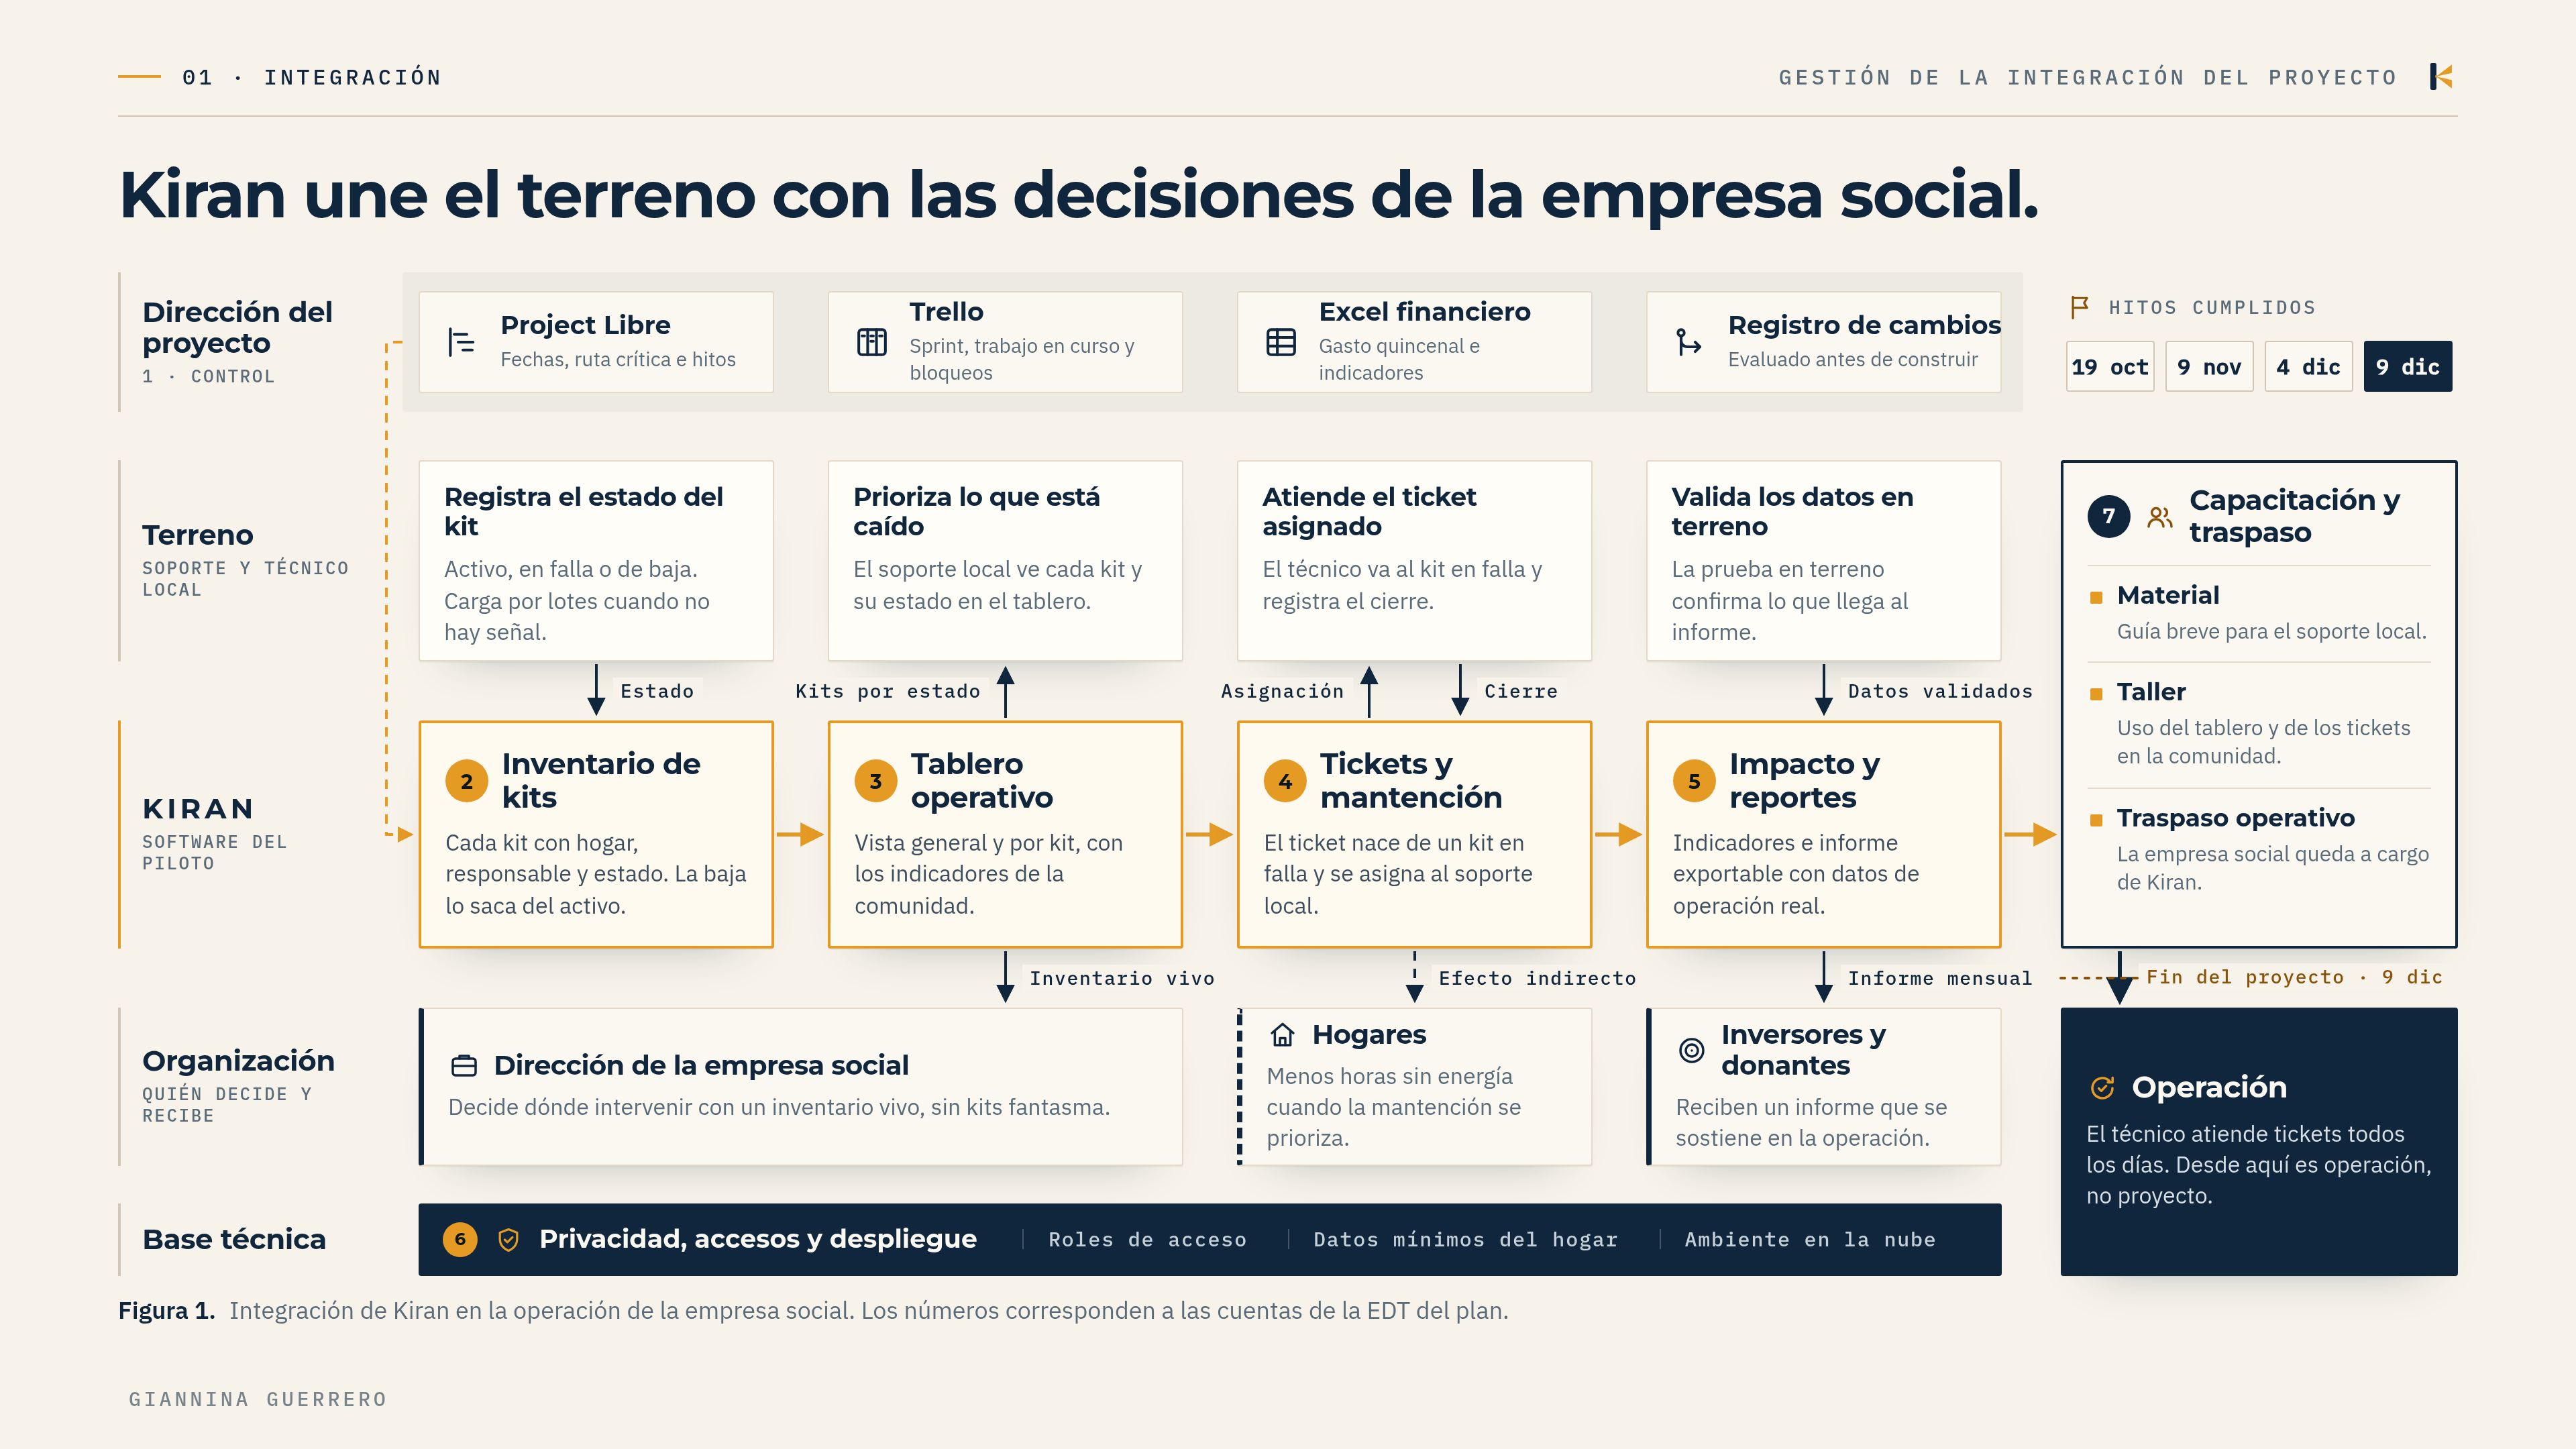 01 · INTEGRACIÓN
GESTIÓN DE LA INTEGRACIÓN DEL PROYECTO
Kiran une el terreno con las decisiones de la empresa social.
Dirección del
proyecto
1 · CONTROL
Project Libre
Fechas, ruta crítica e hitos
Trello
Sprint, trabajo en curso y
bloqueos
Excel financiero
Gasto quincenal e
indicadores
Registro de cambios
Evaluado antes de construir
HITOS CUMPLIDOS
19 oct
9 nov
4 dic
9 dic
Terreno
SOPORTE Y TÉCNICO
LOCAL
Registra el estado del
kit
Activo, en falla o de baja.
Carga por lotes cuando no
hay señal.
Prioriza lo que está
caído
El soporte local ve cada kit y
su estado en el tablero.
Atiende el ticket
asignado
El técnico va al kit en falla y
registra el cierre.
Valida los datos en
terreno
La prueba en terreno
confirma lo que llega al
informe.
7
Capacitación y
traspaso
Material
Guía breve para el soporte local.
Taller
Uso del tablero y de los tickets
en la comunidad.
Traspaso operativo
La empresa social queda a cargo
de Kiran.
Estado
Kits por estado
Asignación
Cierre
Datos validados
KIRAN
SOFTWARE DEL
PILOTO
2
Inventario de
kits
Cada kit con hogar,
responsable y estado. La baja
lo saca del activo.
3
Tablero
operativo
Vista general y por kit, con
los indicadores de la
comunidad.
4
Tickets y
mantención
El ticket nace de un kit en
falla y se asigna al soporte
local.
5
Impacto y
reportes
Indicadores e informe
exportable con datos de
operación real.
Inventario vivo
Efecto indirecto
Informe mensual
Fin del proyecto · 9 dic
Organización
QUIÉN DECIDE Y
RECIBE
Dirección de la empresa social
Decide dónde intervenir con un inventario vivo, sin kits fantasma.
Hogares
Menos horas sin energía
cuando la mantención se
prioriza.
Inversores y
donantes
Reciben un informe que se
sostiene en la operación.
Operación
El técnico atiende tickets todos
los días. Desde aquí es operación,
no proyecto.
Base técnica
6
Privacidad, accesos y despliegue
Roles de acceso
Datos mínimos del hogar
Ambiente en la nube
Figura 1. Integración de Kiran en la operación de la empresa social. Los números corresponden a las cuentas de la EDT del plan.
GIANNINA GUERRERO